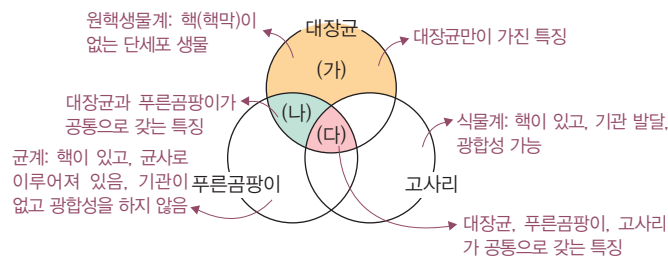 원핵생물계: 핵(핵막)이
없는 단세포 생물
대장균
대장균만이 가진 특징
(가)
대장균과 푸른곰팡이가
공통으로 갖는 특징
(나)
(다)
식물계: 핵이 있고, 기관 발달,
광합성 가능
균계: 핵이 있고, 균사로
이루어져 있음, 기관이
없고 광합성을 하지 않음
푸른곰팡이
고사리
대장균, 푸른곰팡이, 고사리
가 공통으로 갖는 특징